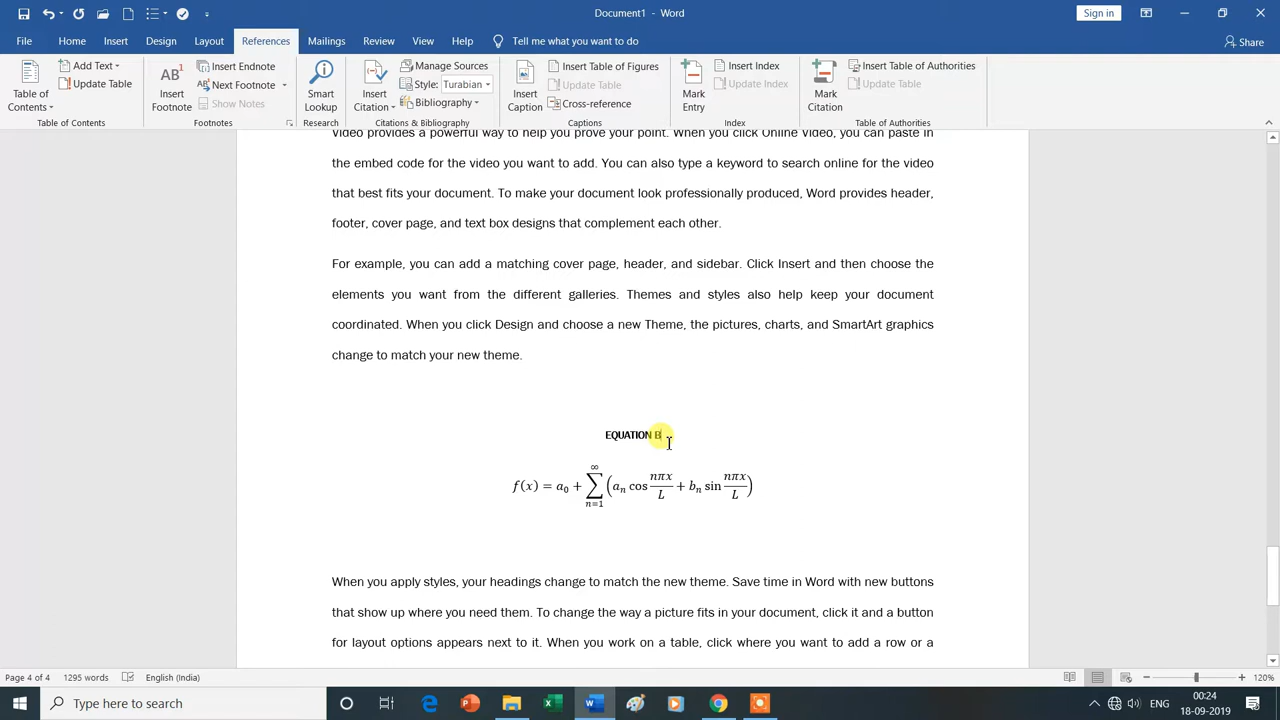 Document1 - Word
Sign in
File Home Insert Design Layout References Mailings Review View Help Tell me what you want to do Share
Table of Contents
Add Text
Update Table
Table of Contents
AB1
Insert Footnote
Insert Endnote
Next Footnote
Show Notes
Footnotes
Smart Lookup
Research
Insert Citation
Manage Sources
Style: Turabian
Bibliography
Citations & Bibliography
Insert Caption
Insert Table of Figures
Update Table
Cross-reference
Captions
Mark Entry
Insert Index
Update Index
Index
Mark Citation
Insert Table of Authorities
Update Table
Table of Authorities
Video provides a powerful way to help you prove your point. When you click Online Video, you can paste in
the embed code for the video you want to add. You can also type a keyword to search online for the video
that best fits your document. To make your document look professionally produced, Word provides header,
footer, cover page, and text box designs that complement each other.
For example, you can add a matching cover page, header, and sidebar. Click Insert and then choose the
elements you want from the different galleries. Themes and styles also help keep your document
coordinated. When you click Design and choose a new Theme, the pictures, charts, and SmartArt graphics
change to match your new theme.
EQUATION B
f(x) = a₀ + ∑ₙ₌₁^∞ (aₙ cos nπx/L + bₙ sin nπx/L)
When you apply styles, your headings change to match the new theme. Save time in Word with new buttons
that show up where you need them. To change the way a picture fits in your document, click it and a button
for layout options appears next to it. When you work on a table, click where you want to add a row or a
Page 4 of 4 1295 words English (India) 120%
Type here to search
ENG
00:24
18-09-2019